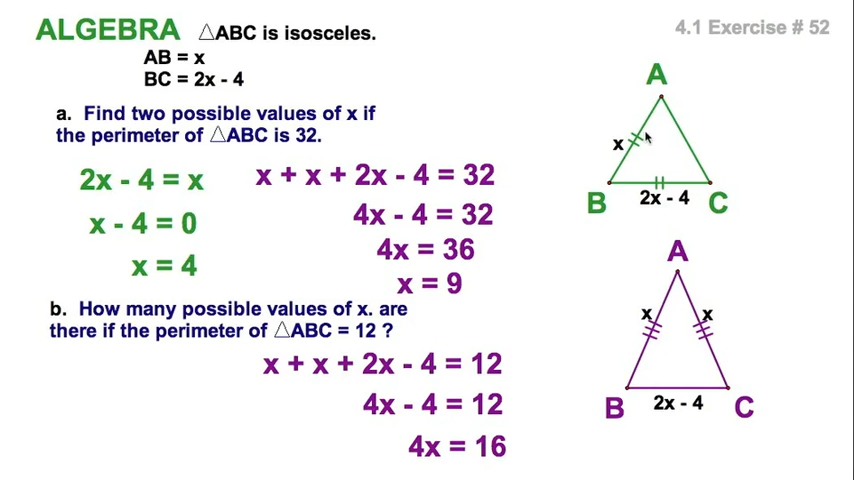 ALGEBRA △ABC is isosceles.
4.1 Exercise # 52
AB = x
BC = 2x - 4
a. Find two possible values of x if
the perimeter of △ABC is 32.
2x - 4 = x
x - 4 = 0
x = 4
x + x + 2x - 4 = 32
4x - 4 = 32
4x = 36
x = 9
A
x
B
2x - 4
C
b. How many possible values of x. are
there if the perimeter of △ABC = 12 ?
x + x + 2x - 4 = 12
4x - 4 = 12
4x = 16
A
x
x
B
2x - 4
C